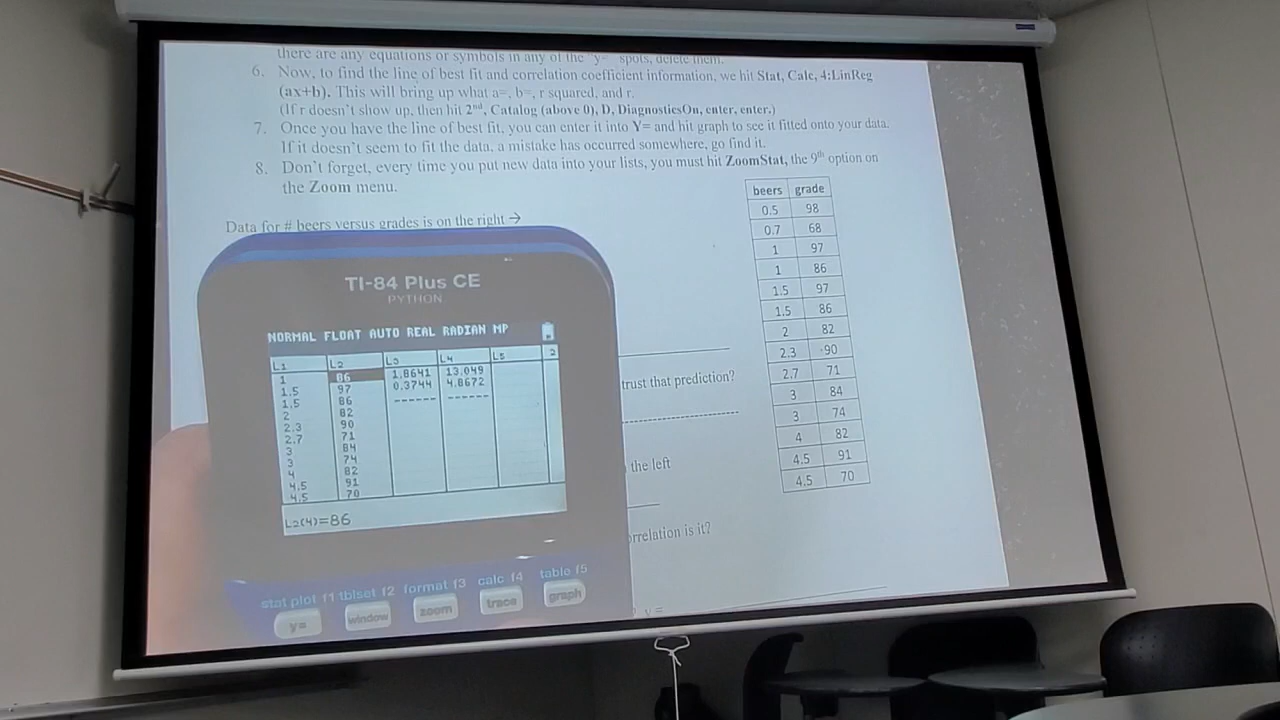 there are any equations or symbols in any of the "y=" spots, delete them.
6. Now, to find the line of best fit and correlation coefficient information, we hit Stat, Calc, 4:LinReg
(ax+b). This will bring up what a=, b=, r squared, and r.
(If r doesn't show up, then hit 2nd, Catalog (above 0), D, DiagnosticsOn, enter, enter.)
7. Once you have the line of best fit, you can enter it into Y= and hit graph to see it fitted onto your data.
If it doesn't seem to fit the data, a mistake has occurred somewhere, go find it.
8. Don't forget, every time you put new data into your lists, you must hit ZoomStat, the 9th option on
the Zoom menu.
Data for # beers versus grades is on the right →
beers grade
0.5 98
0.7 68
1 97
1 86
1.5 97
1.5 86
2 82
2.3 90
2.7 71
3 84
3 74
4 82
4.5 91
4.5 70
trust that prediction?
the left
orrelation is it?
y =
TI-84 Plus CE
PYTHON
NORMAL FLOAT AUTO REAL RADIAN MP
L1 L2 L3 L4 L5 2
1 86 1.8641 13.049
1.5 97 0.3744 4.8672
1.5 86 ------ ------
2 82
2.3 90
2.7 71
3 84
3 74
4 82
4.5 91
4.5 70
L2(4)=86
stat plot f1 tblset f2 format f3 calc f4 table f5
y= window zoom trace graph